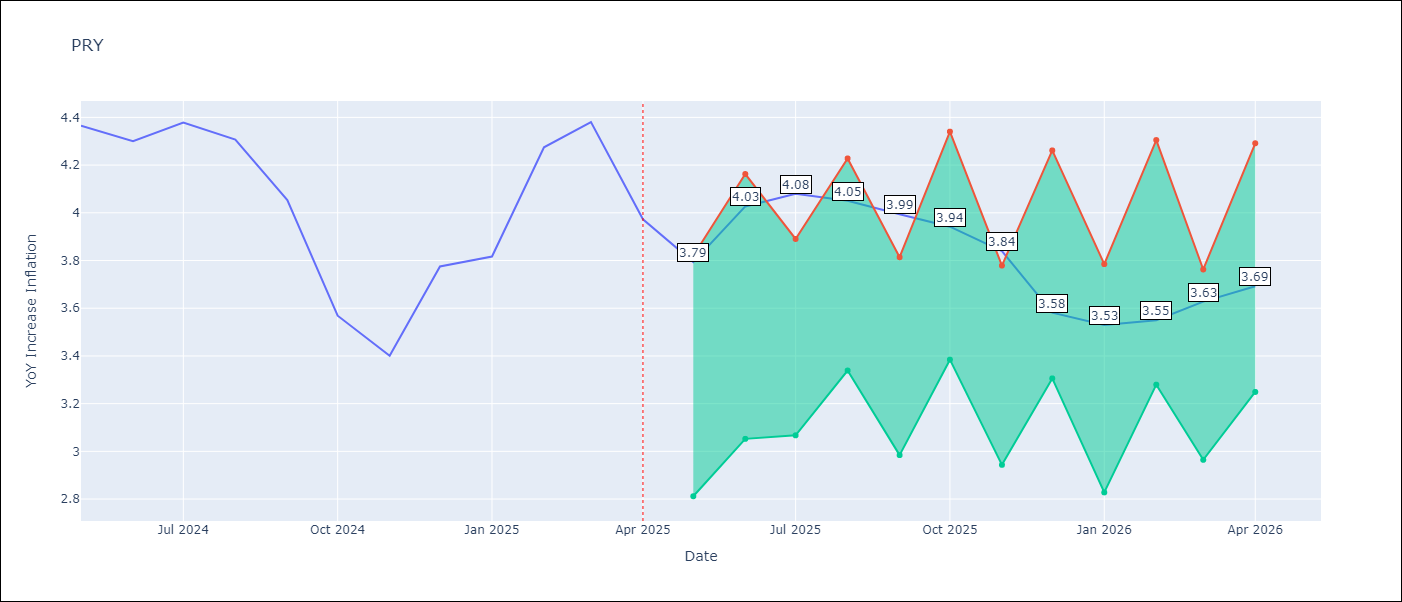 PRY
4.4
4.2
4
3.8
3.6
3.4
3.2
3
2.8
YoY Increase Inflation
3.79
4.03
4.08
4.05
3.99
3.94
3.84
3.58
3.53
3.55
3.63
3.69
Jul 2024
Oct 2024
Jan 2025
Apr 2025
Jul 2025
Oct 2025
Jan 2026
Apr 2026
Date